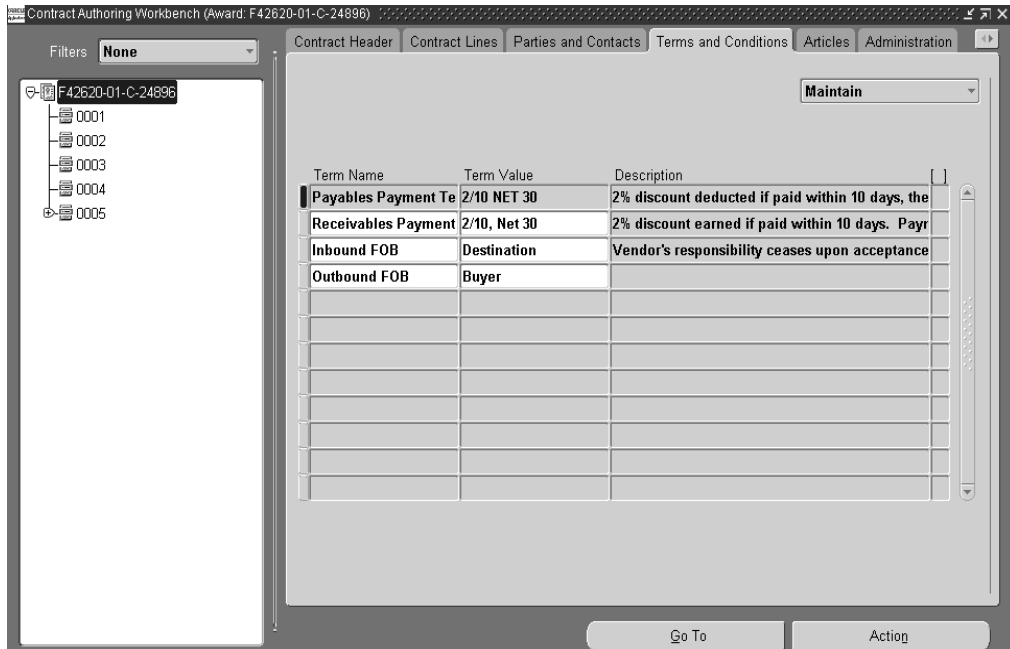 Contract Authoring Workbench (Award: F42620-01-C-24896)
Filters None
Contract Header Contract Lines Parties and Contacts Terms and Conditions Articles Administration
F42620-01-C-24896
0001
0002
0003
0004
0005
Maintain
Term Name Term Value Description [ ]
Payables Payment Te 2/10 NET 30 2% discount deducted if paid within 10 days, the
Receivables Payment 2/10, Net 30 2% discount earned if paid within 10 days. Payr
Inbound FOB Destination Vendor's responsibility ceases upon acceptance
Outbound FOB Buyer
Go To Action